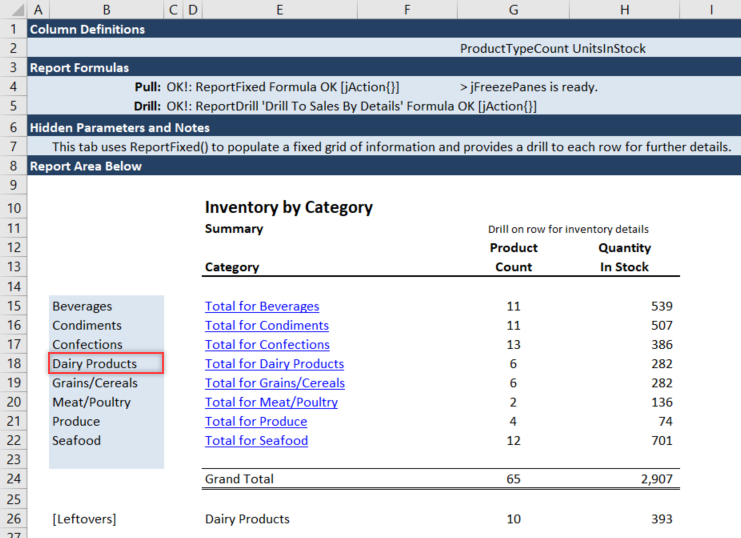 A B C D E F G H I
1 Column Definitions
2 ProductTypeCount UnitsInStock
3 Report Formulas
4 Pull: OK!: ReportFixed Formula OK [jAction{}] > jFreezePanes is ready.
5 Drill: OK!: ReportDrill 'Drill To Sales By Details' Formula OK [jAction{}]
6 Hidden Parameters and Notes
7 This tab uses ReportFixed() to populate a fixed grid of information and provides a drill to each row for further details.
8 Report Area Below
9
10 Inventory by Category
11 Summary Drill on row for inventory details
12 Product Quantity
13 Category Count In Stock
14
15 Beverages Total for Beverages 11 539
16 Condiments Total for Condiments 11 507
17 Confections Total for Confections 13 386
18 Dairy Products Total for Dairy Products 6 282
19 Grains/Cereals Total for Grains/Cereals 6 282
20 Meat/Poultry Total for Meat/Poultry 2 136
21 Produce Total for Produce 4 74
22 Seafood Total for Seafood 12 701
23
24 Grand Total 65 2,907
25
26 [Leftovers] Dairy Products 10 393
27